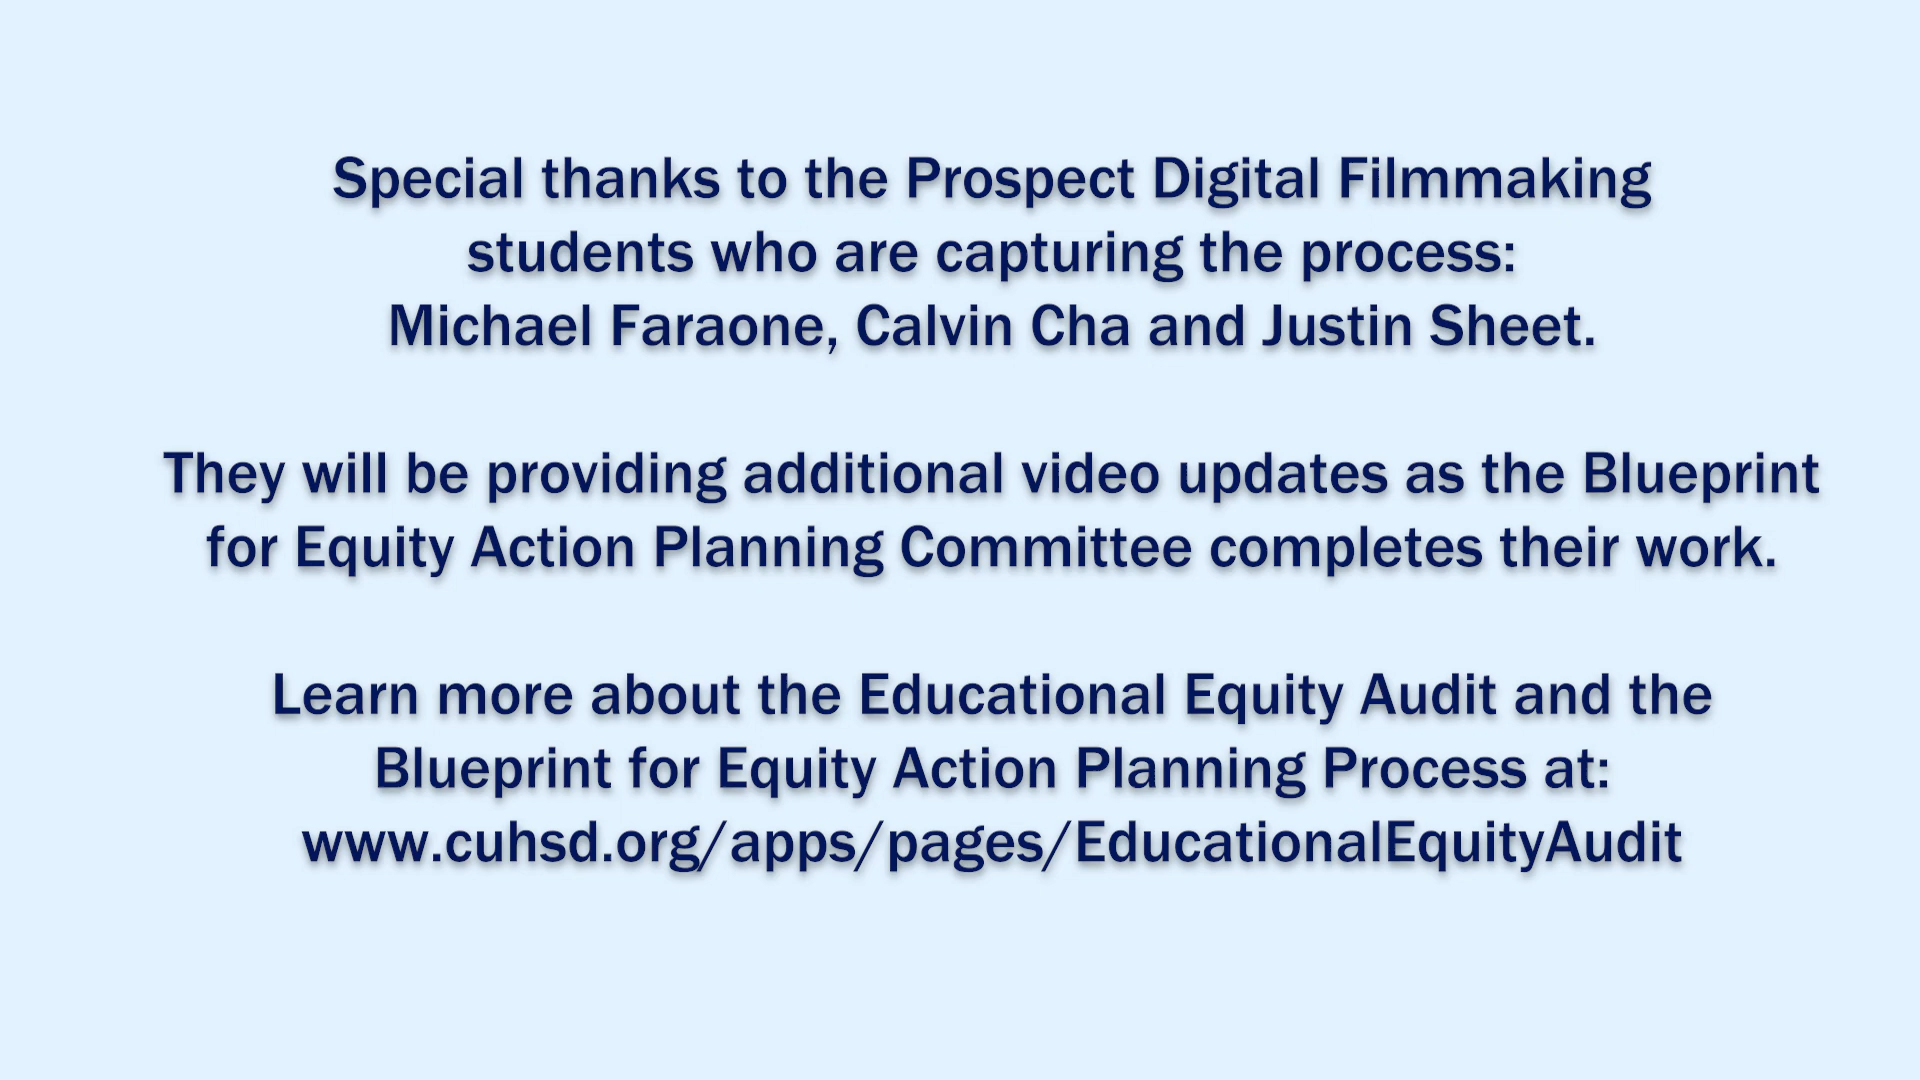 Special thanks to the Prospect Digital Filmmaking
students who are capturing the process:
Michael Faraone, Calvin Cha and Justin Sheet.
They will be providing additional video updates as the Blueprint
for Equity Action Planning Committee completes their work.
Learn more about the Educational Equity Audit and the
Blueprint for Equity Action Planning Process at:
www.cuhsd.org/apps/pages/EducationalEquityAudit